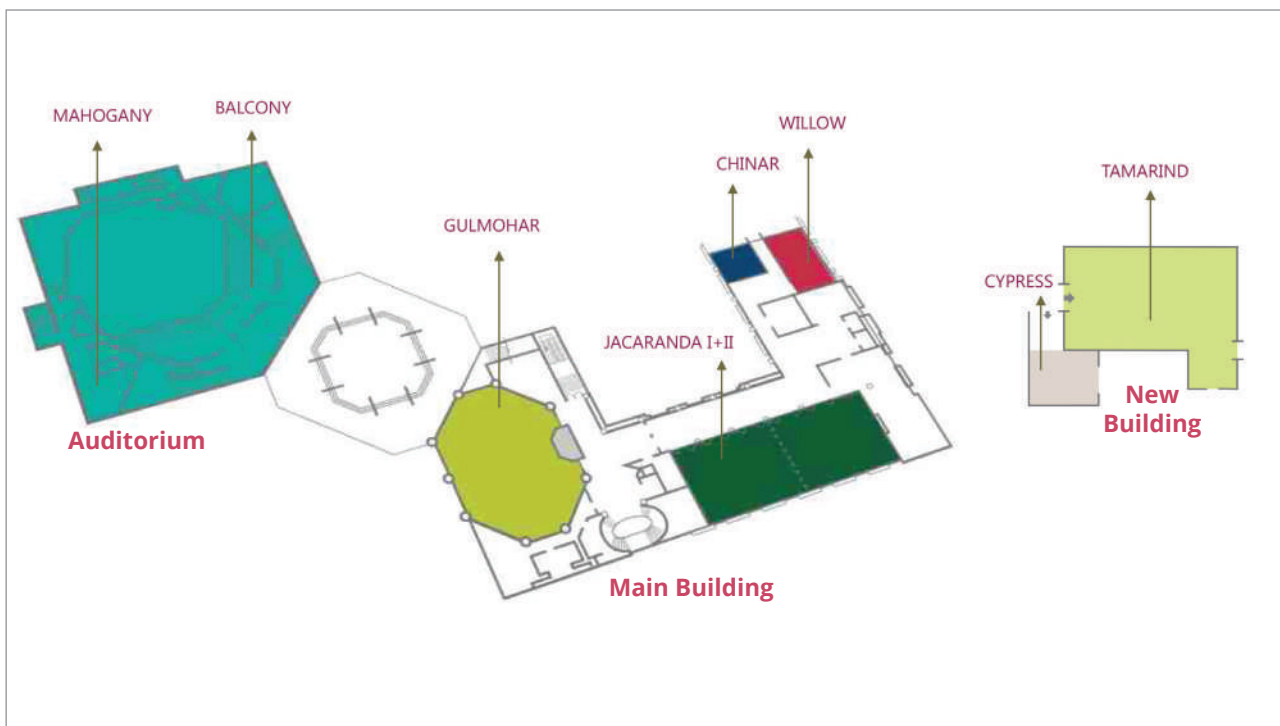 MAHOGANY
BALCONY
GULMOHAR
CHINAR
WILLOW
JACARANDA I+II
TAMARIND
CYPRESS
Auditorium
Main Building
New
Building